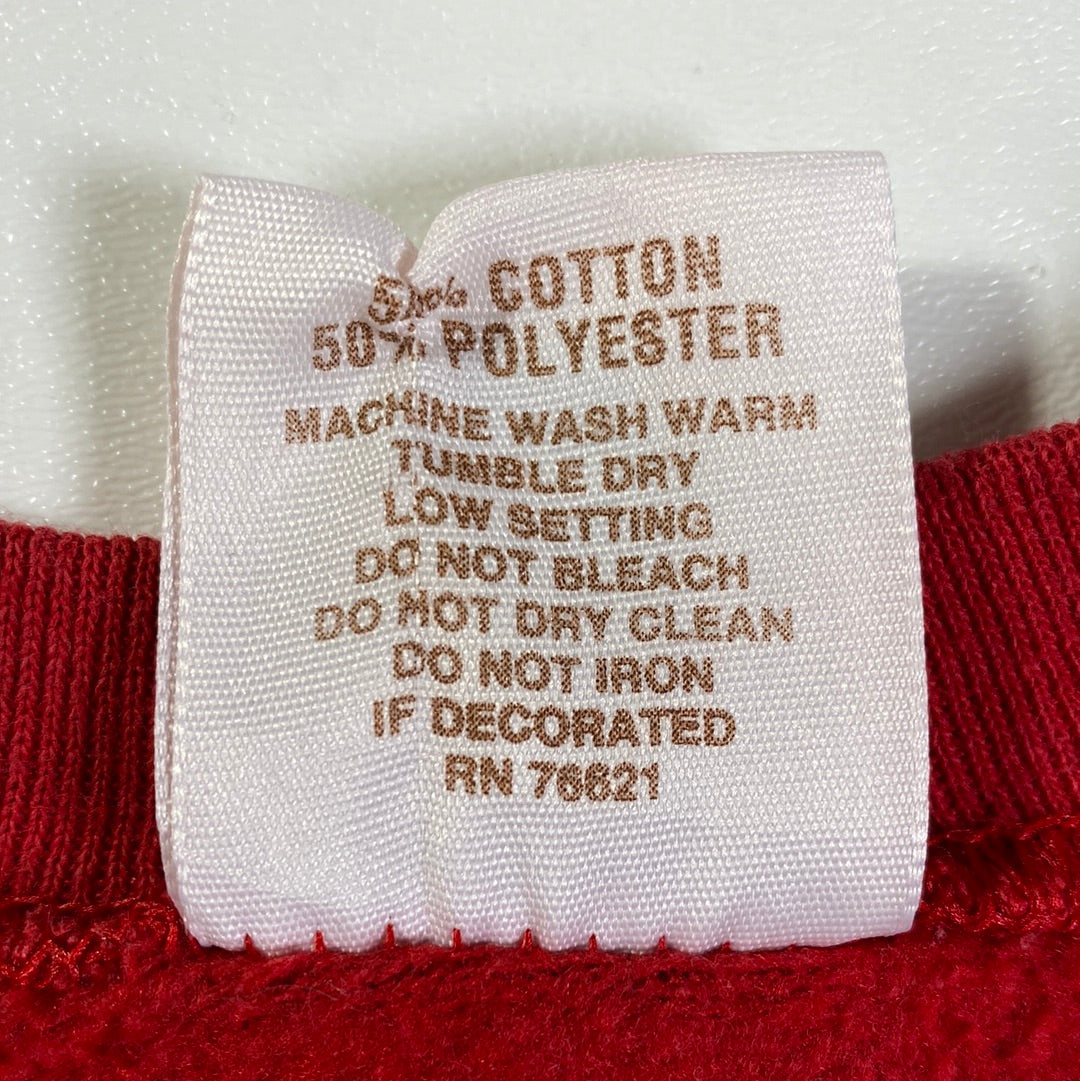 50% COTTON
50% POLYESTER
MACHINE WASH WARM
TUMBLE DRY
LOW SETTING
DO NOT BLEACH
DO NOT DRY CLEAN
DO NOT IRON
IF DECORATED
RN